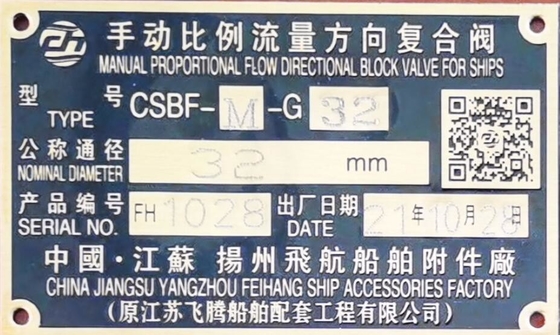 手动比例流量方向复合阀
MANUAL PROPORTIONAL FLOW DIRECTIONAL BLOCK VALVE FOR SHIPS
型 号
TYPE CSBF-M-G32
公称通径
NOMINAL DIAMETER 32 mm
产品编号 FH1028 出厂日期 21年10月28日
SERIAL NO. DATE
中國·江蘇 揚州飛航船舶附件廠
CHINA JIANGSU YANGZHOU FEIHANG SHIP ACCESSORIES FACTORY
(原江苏飞腾船舶配套工程有限公司)